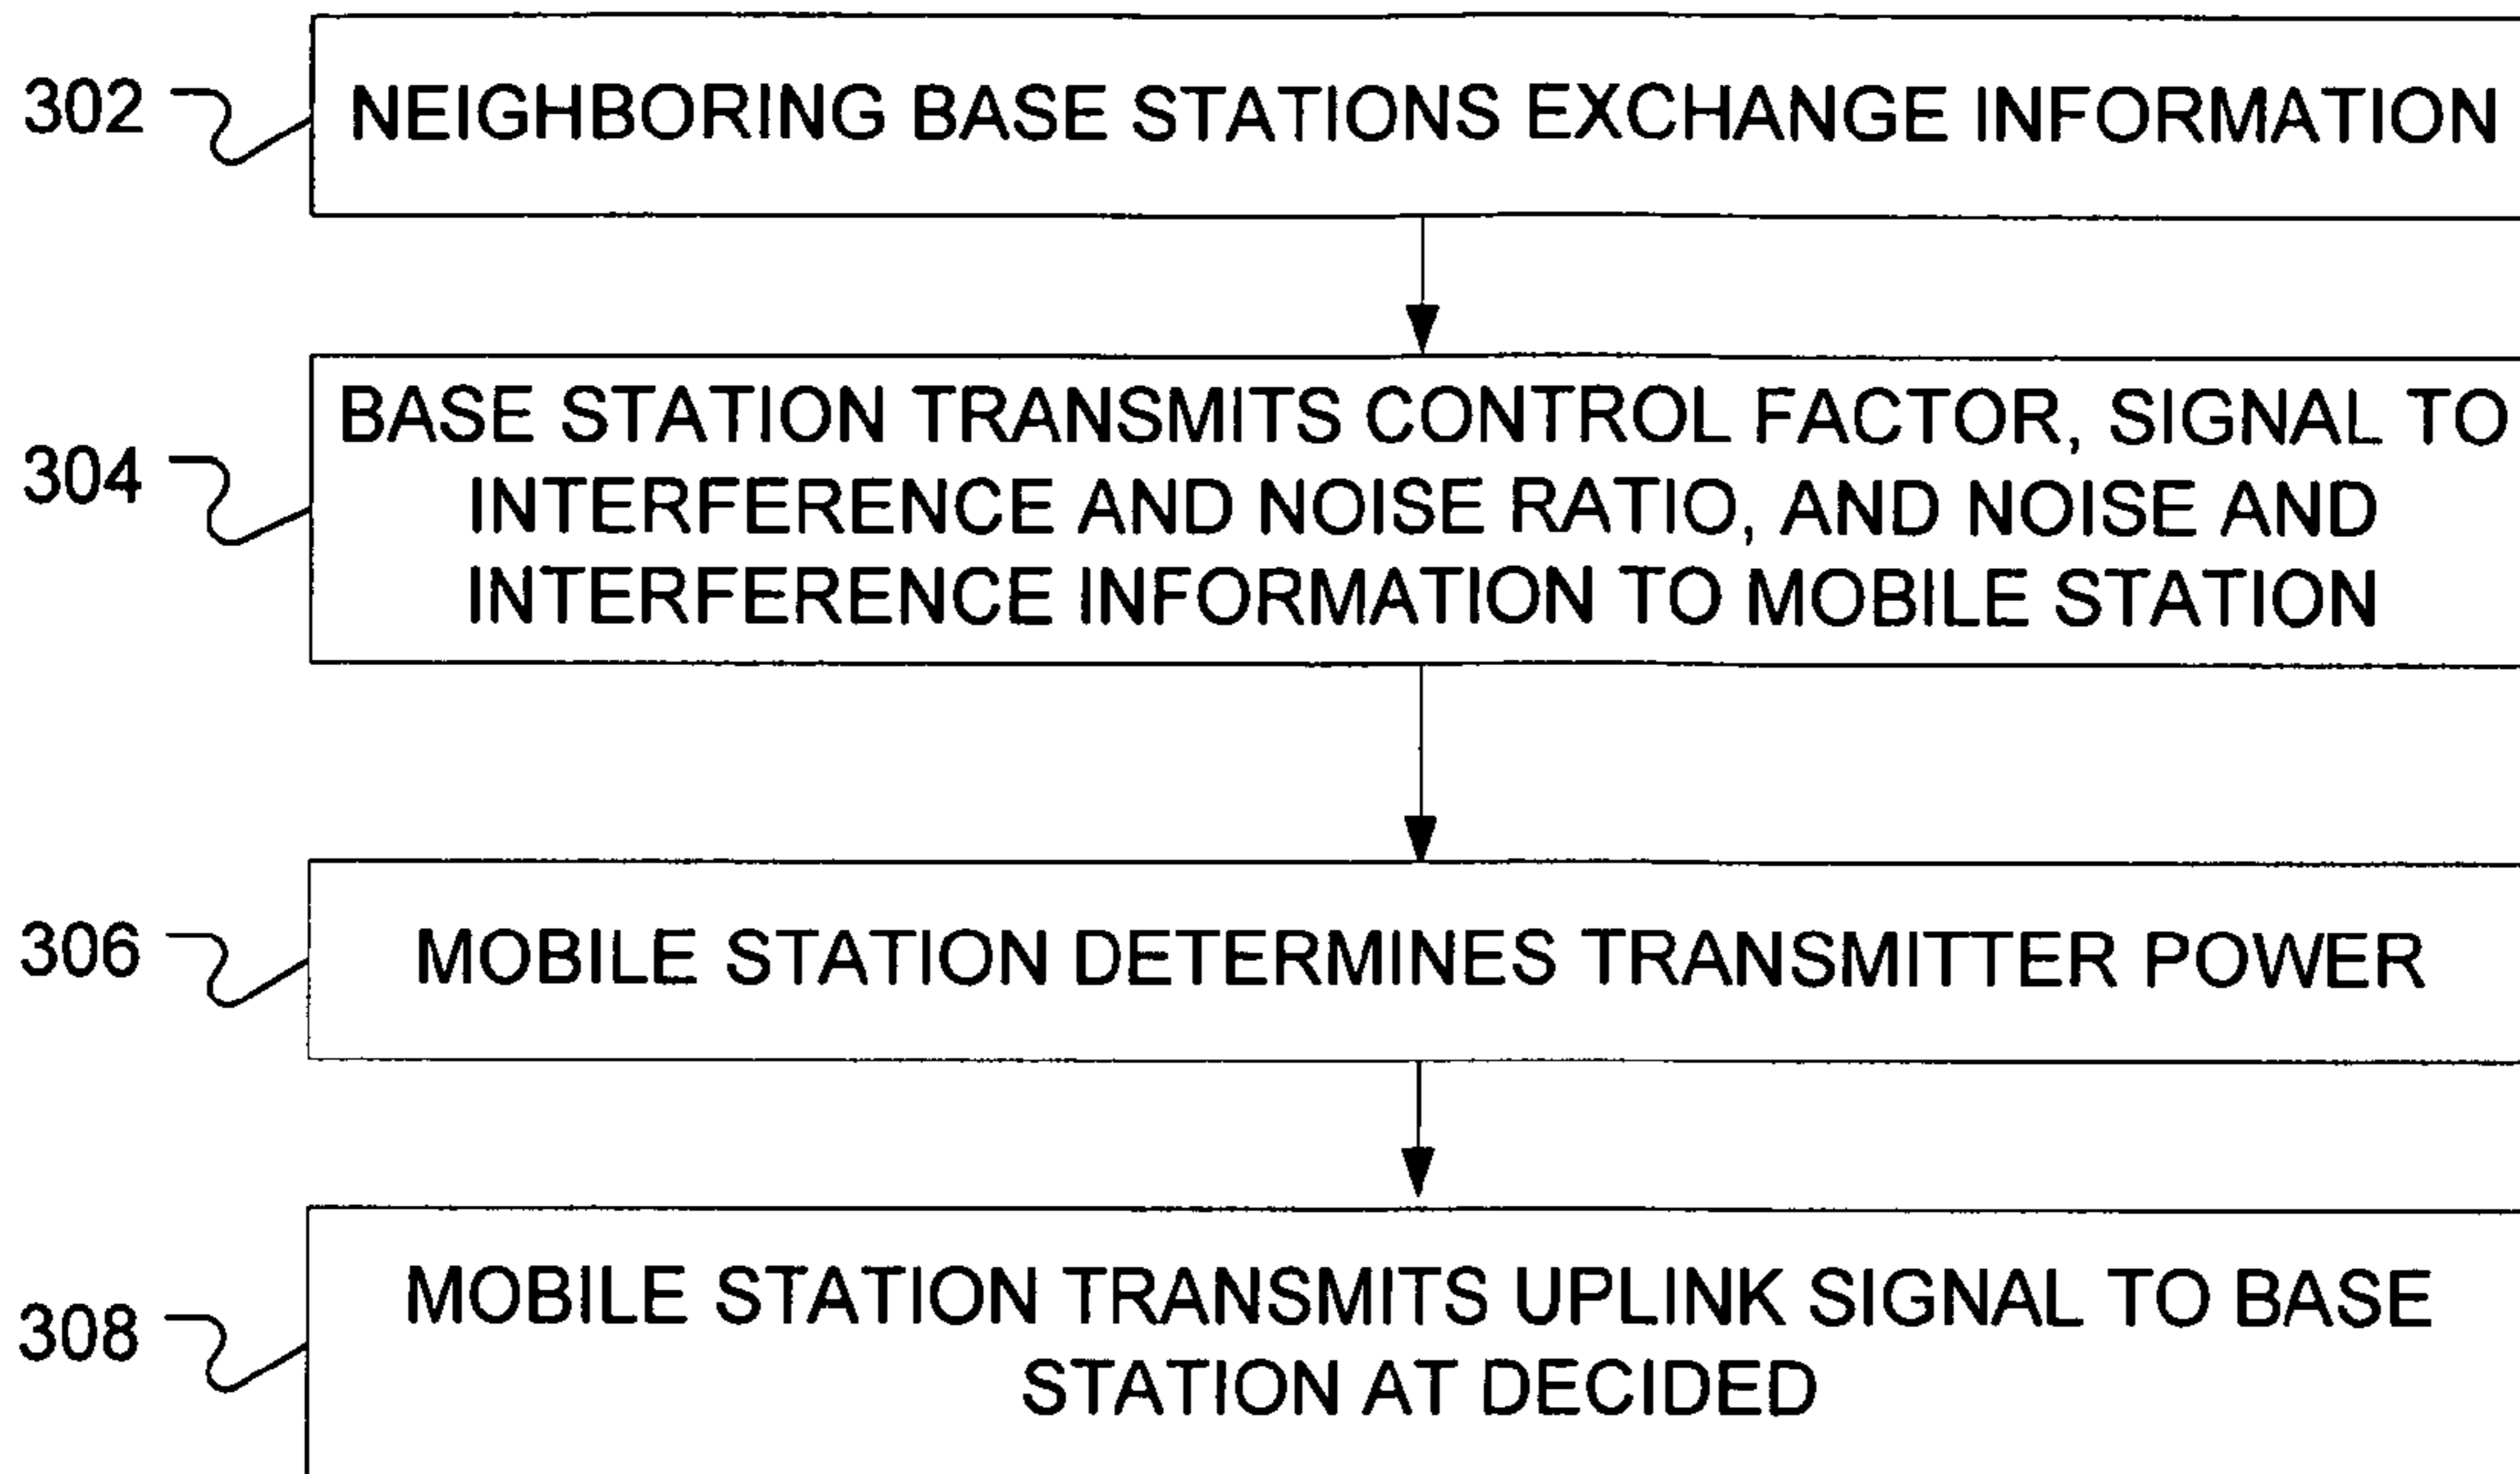 302 NEIGHBORING BASE STATIONS EXCHANGE INFORMATION
BASE STATION TRANSMITS CONTROL FACTOR, SIGNAL TO
304 INTERFERENCE AND NOISE RATIO, AND NOISE AND
INTERFERENCE INFORMATION TO MOBILE STATION
306 MOBILE STATION DETERMINES TRANSMITTER POWER
MOBILE STATION TRANSMITS UPLINK SIGNAL TO BASE
308 STATION AT DECIDED